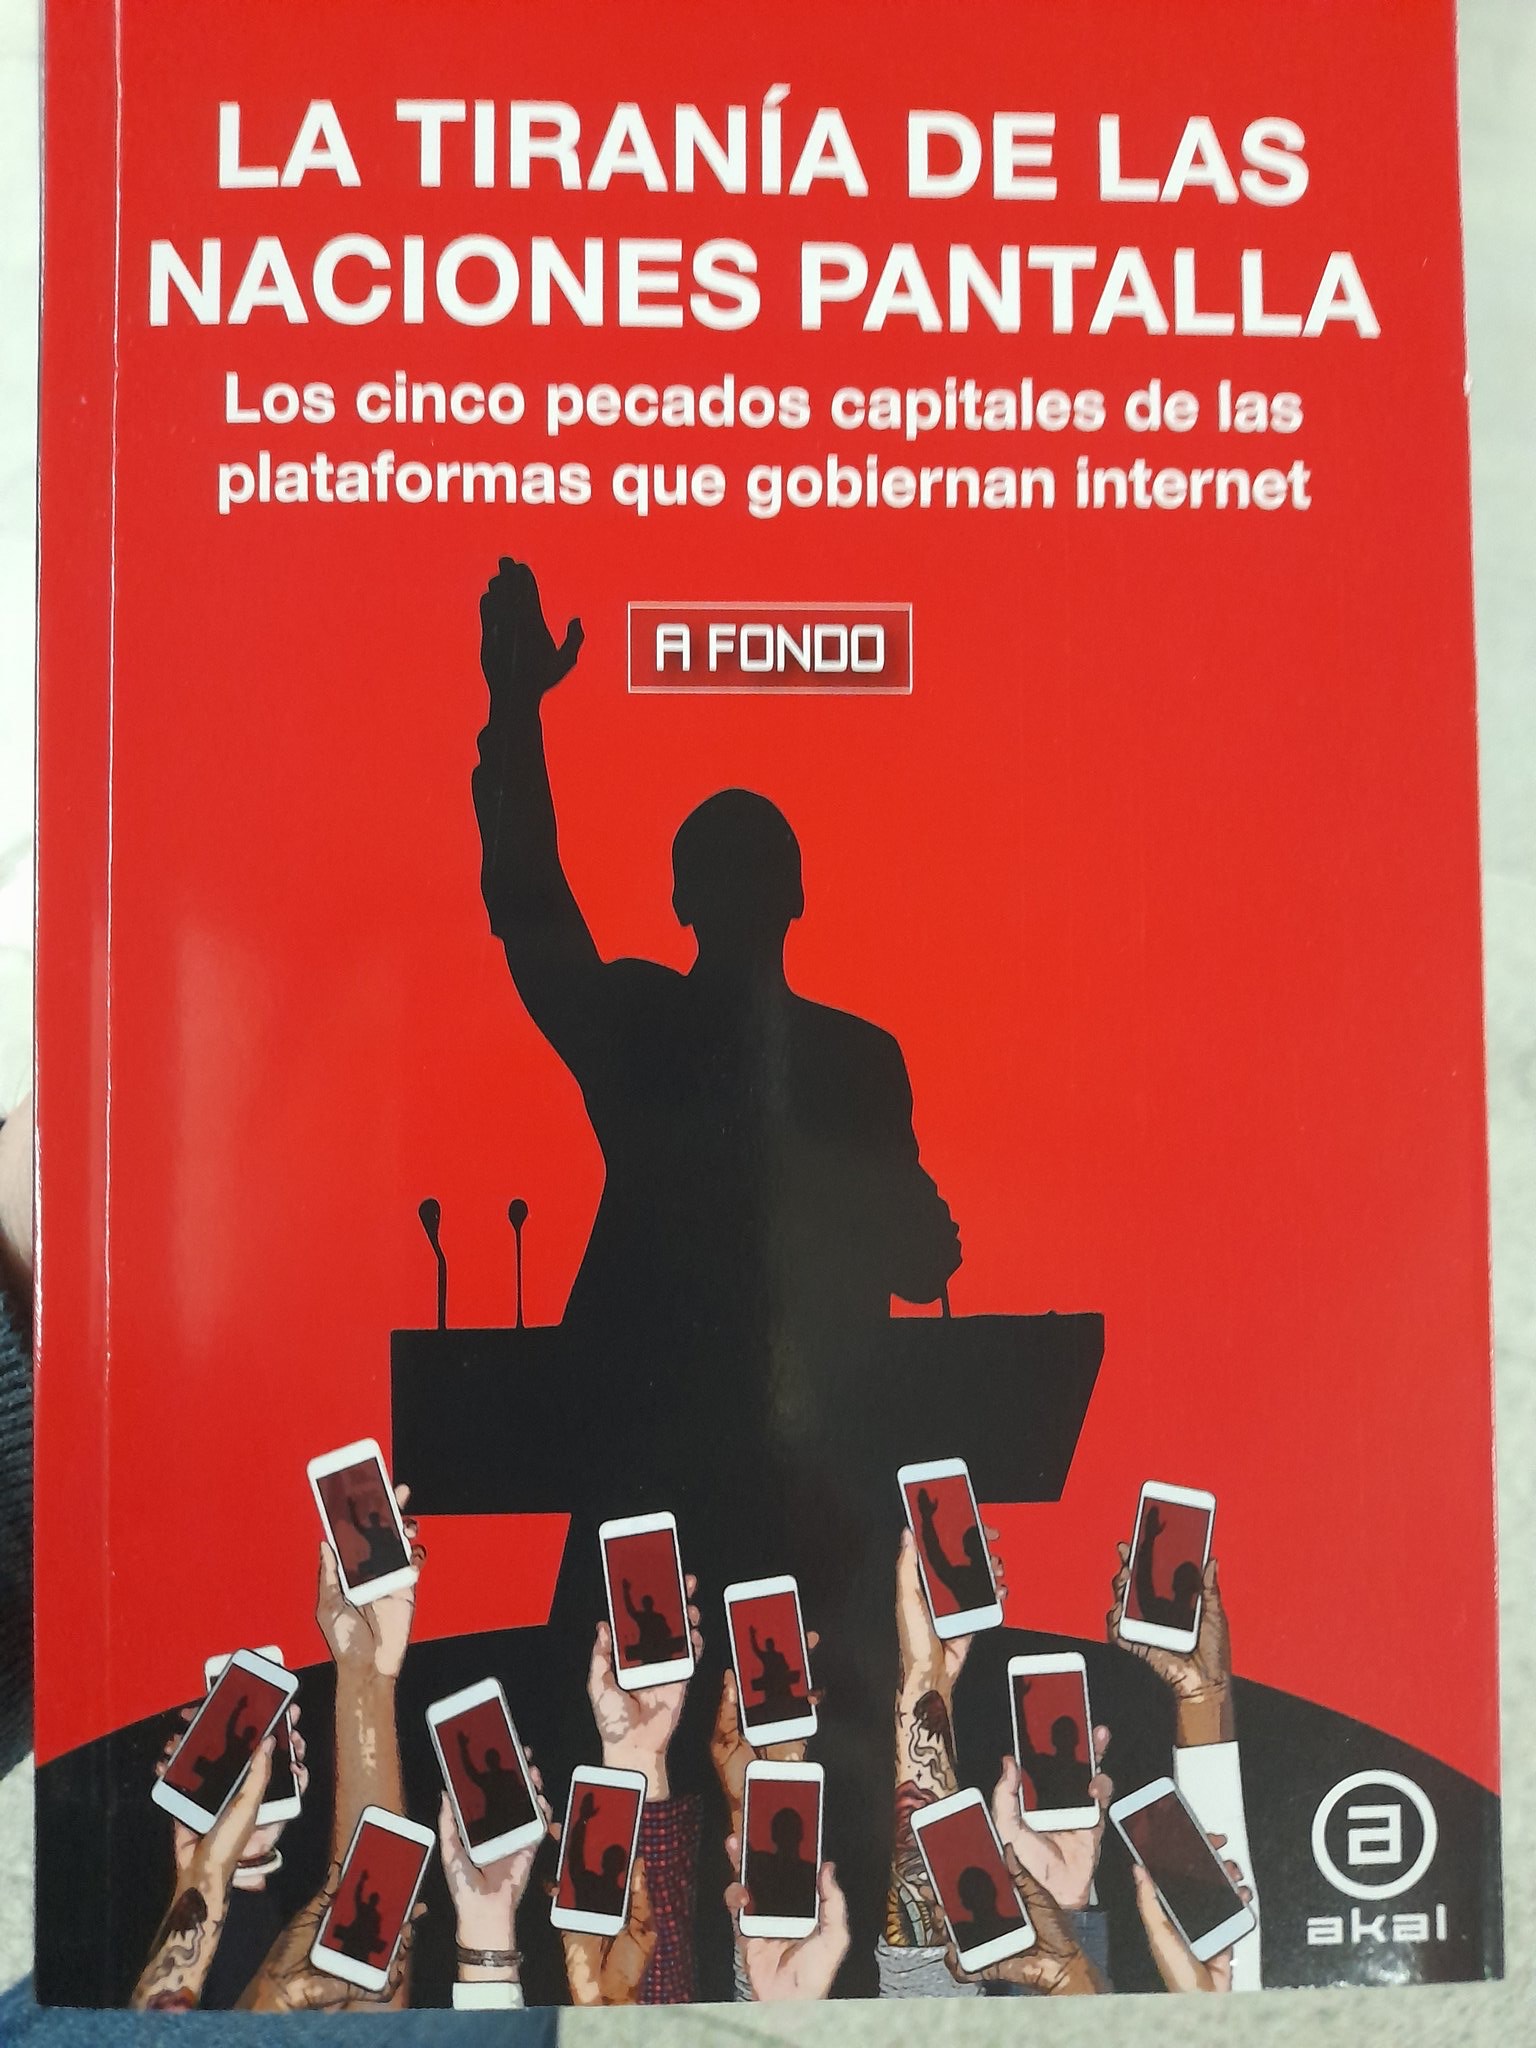 LA TIRANÍA DE LAS
NACIONES PANTALLA
Los cinco pecados capitales de las
plataformas que gobiernan internet
A FONDO
a
akal